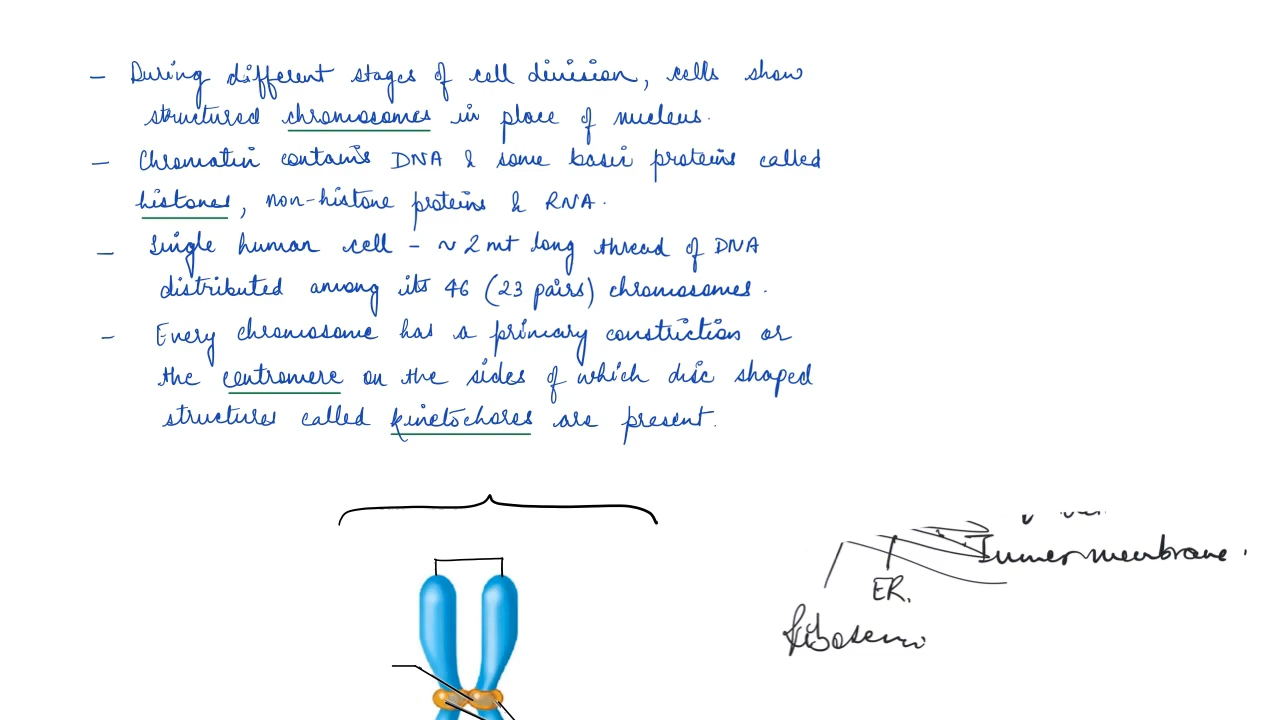 - During different stages of cell division, cells show
structured chromosomes in place of nucleus.
- Chromatin contains DNA & some basic proteins called
histones, non-histone proteins & RNA.
- Single human cell - ~ 2 mt long thread of DNA
distributed among its 46 (23 pairs) chromosomes.
- Every chromosome has a primary constriction or
the centromere on the sides of which disc shaped
structures called kinetochores are present.
Inner membrane.
ER.